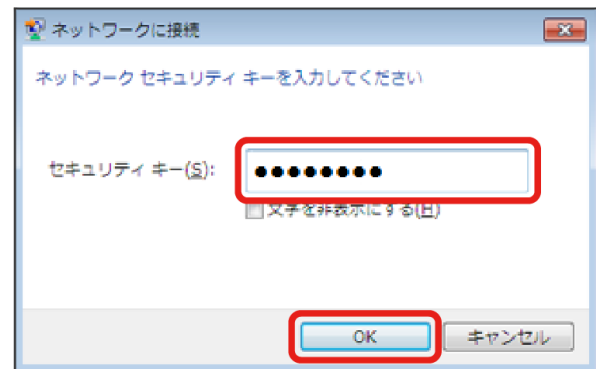 ネットワークに接続
ネットワーク セキュリティ キーを入力してください
セキュリティ キー(S): ●●●●●●●●
文字を非表示にする(H)
OK キャンセル